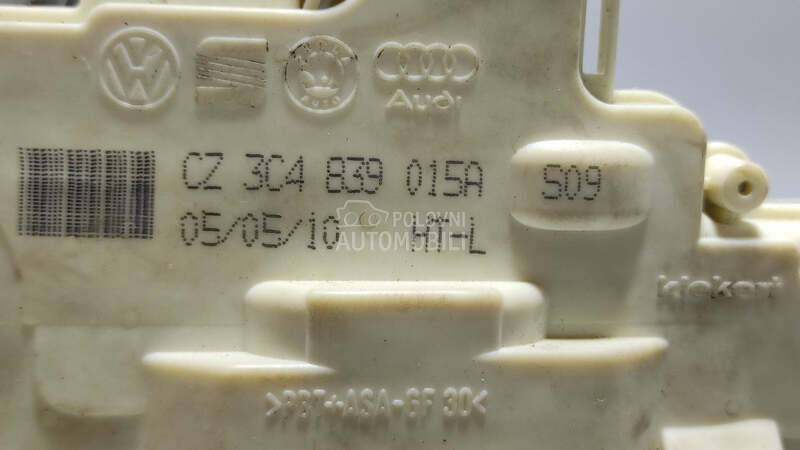 Audi
CZ 3C4 839 015A S09
05/05/10 HT-L
POLOVNI
AUTOMOBILI
kiekert
>PBT+ASA-GF 30<